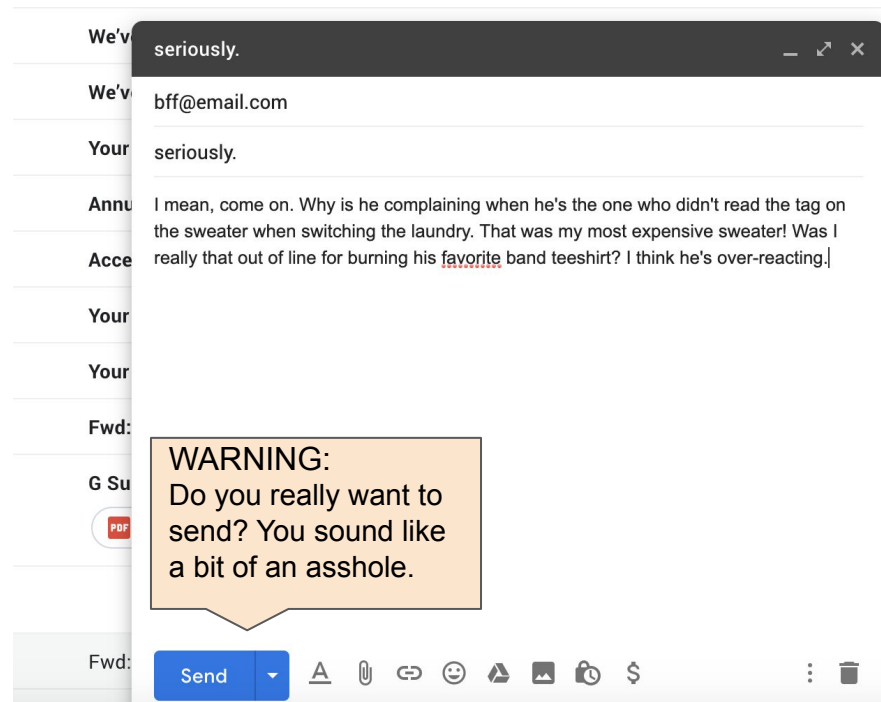 We'v
seriously.
We'v
bff@email.com
Your
seriously.
Annu
I mean, come on. Why is he complaining when he's the one who didn't read the tag on
the sweater when switching the laundry. That was my most expensive sweater! Was I
Acce
really that out of line for burning his favorite band teeshirt? I think he's over-reacting.
Your
Your
Fwd:
G Su
PDF
WARNING:
Do you really want to
send? You sound like
a bit of an asshole.
Fwd:
Send
A
$